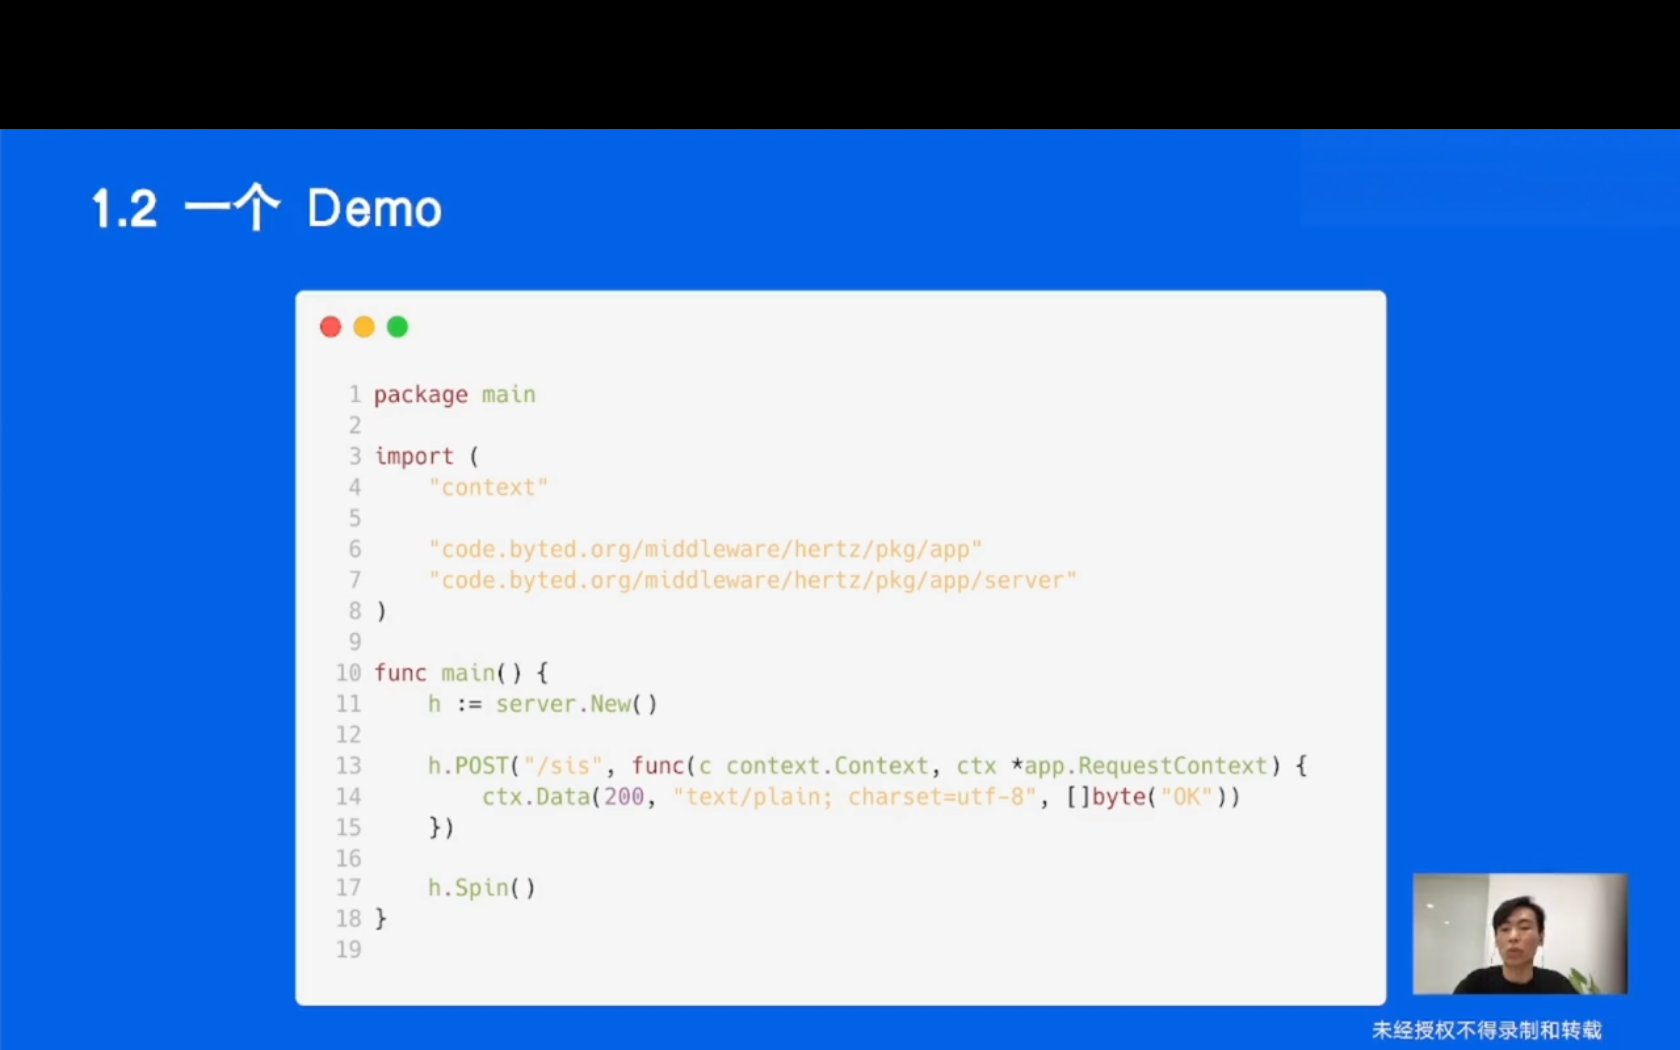 1.2 一个 Demo
1 package main
2
3 import (
4 "context"
5
6 "code.byted.org/middleware/hertz/pkg/app"
7 "code.byted.org/middleware/hertz/pkg/app/server"
8 )
9
10 func main() {
11 h := server.New()
12
13 h.POST("/sis", func(c context.Context, ctx *app.RequestContext) {
14 ctx.Data(200, "text/plain; charset=utf-8", []byte("OK"))
15 })
16
17 h.Spin()
18 }
19
未经授权不得录制和转载